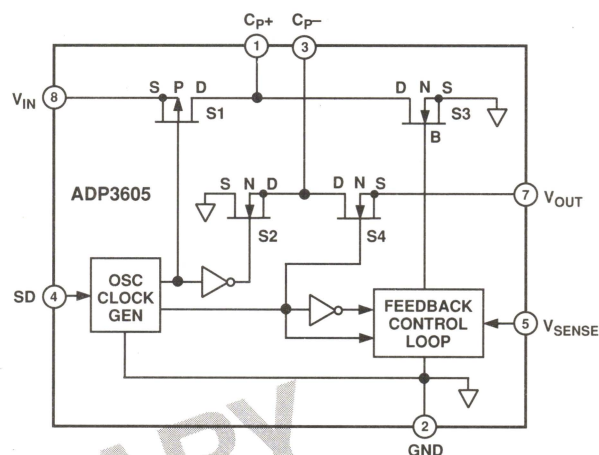 CP+ CP–
1 3
S P D D N S
VIN 8 S1 S3
B
ADP3605
S N D D N S
7 VOUT
S2 S4
SD 4 OSC CLOCK GEN
FEEDBACK CONTROL LOOP
5 VSENSE
2
GND
ARY